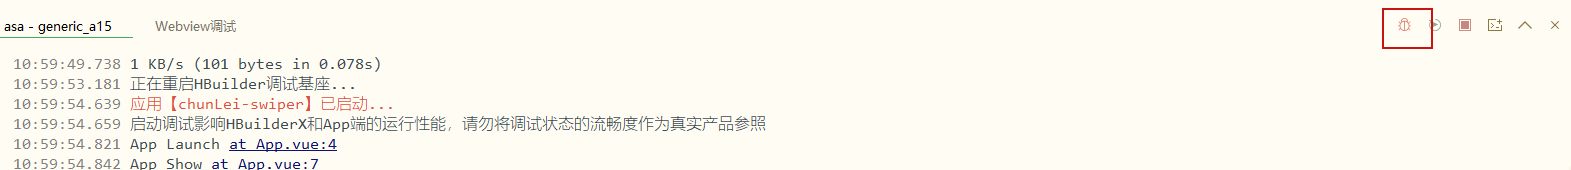 asa - generic_a15 Webview调试
10:59:49.738 1 KB/s (101 bytes in 0.078s)
10:59:53.181 正在重启HBuilder调试基座...
10:59:54.639 应用【chunLei-swiper】已启动...
10:59:54.659 启动调试影响HBuilderX和App端的运行性能，请勿将调试状态的流畅度作为真实产品参照
10:59:54.821 App Launch at App.vue:4
10:59:54.842 App Show at App.vue:7